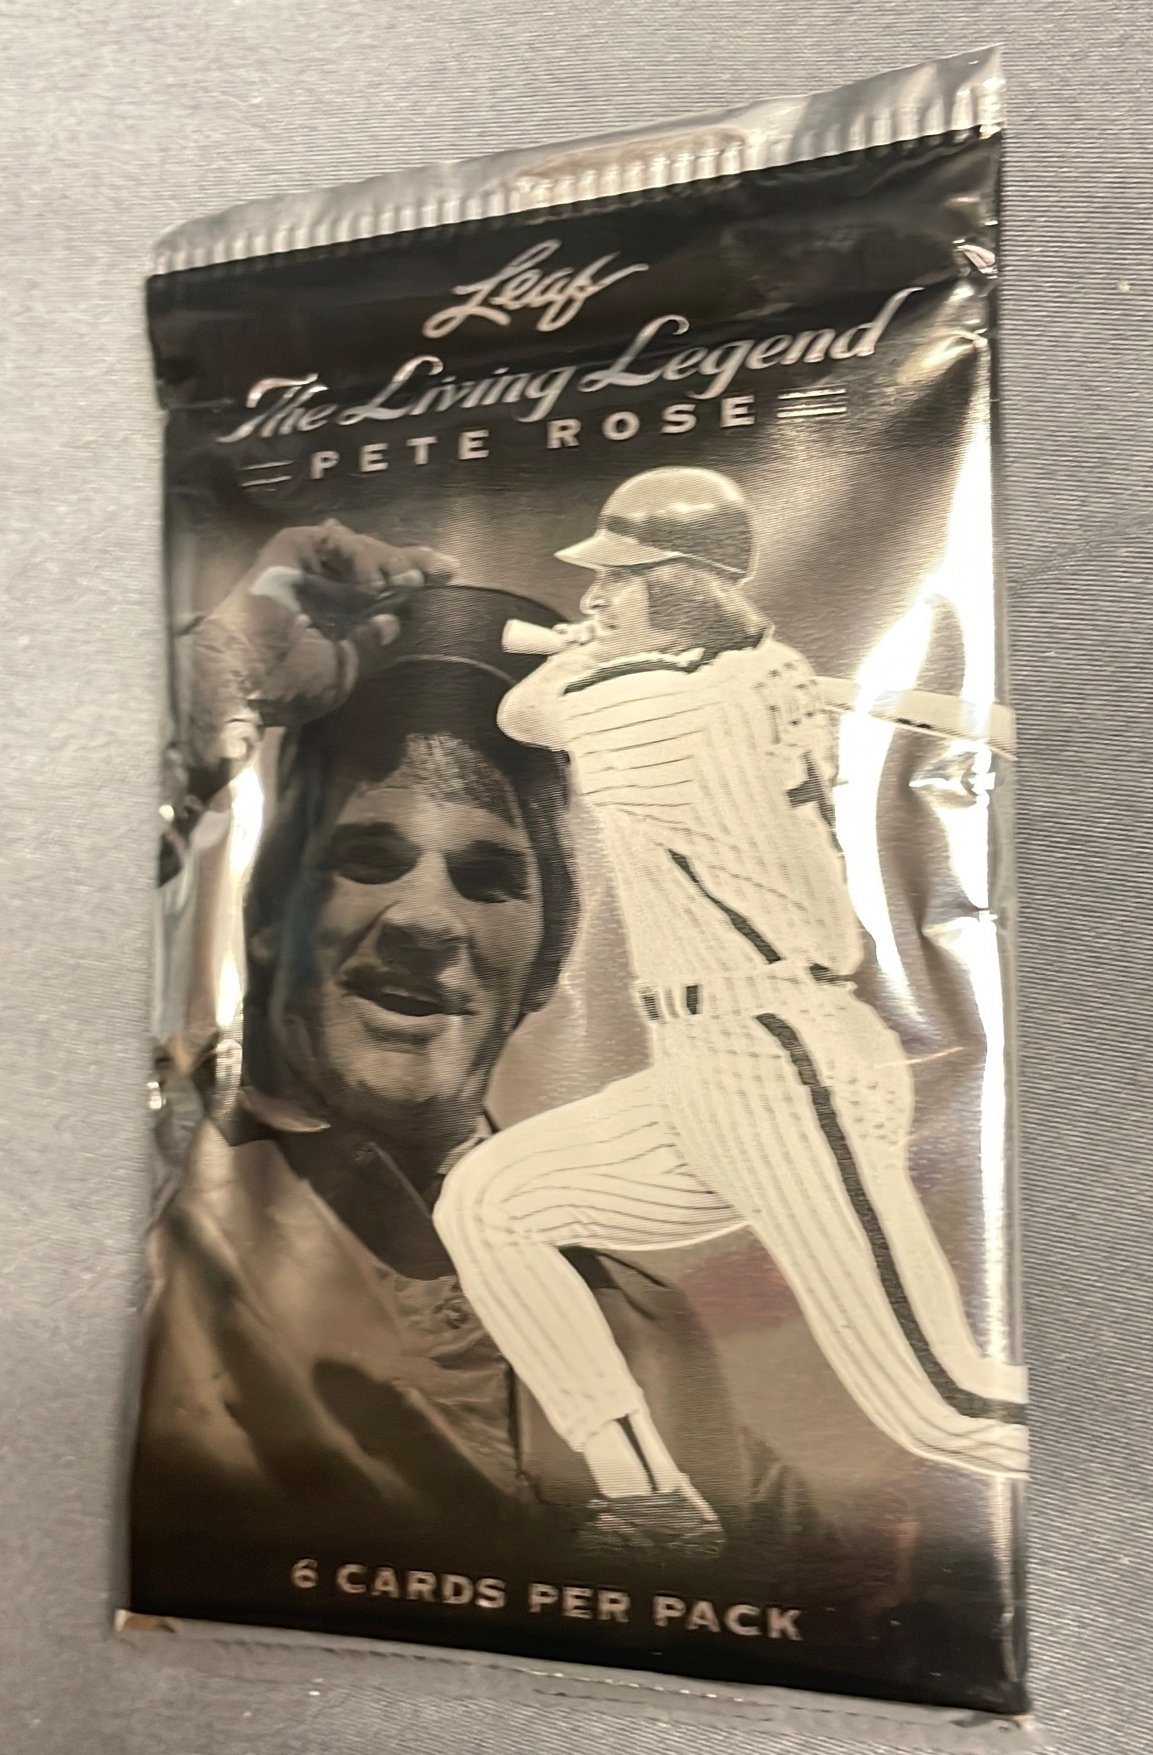 Leaf
The Living Legend
PETE ROSE
6 CARDS PER PACK